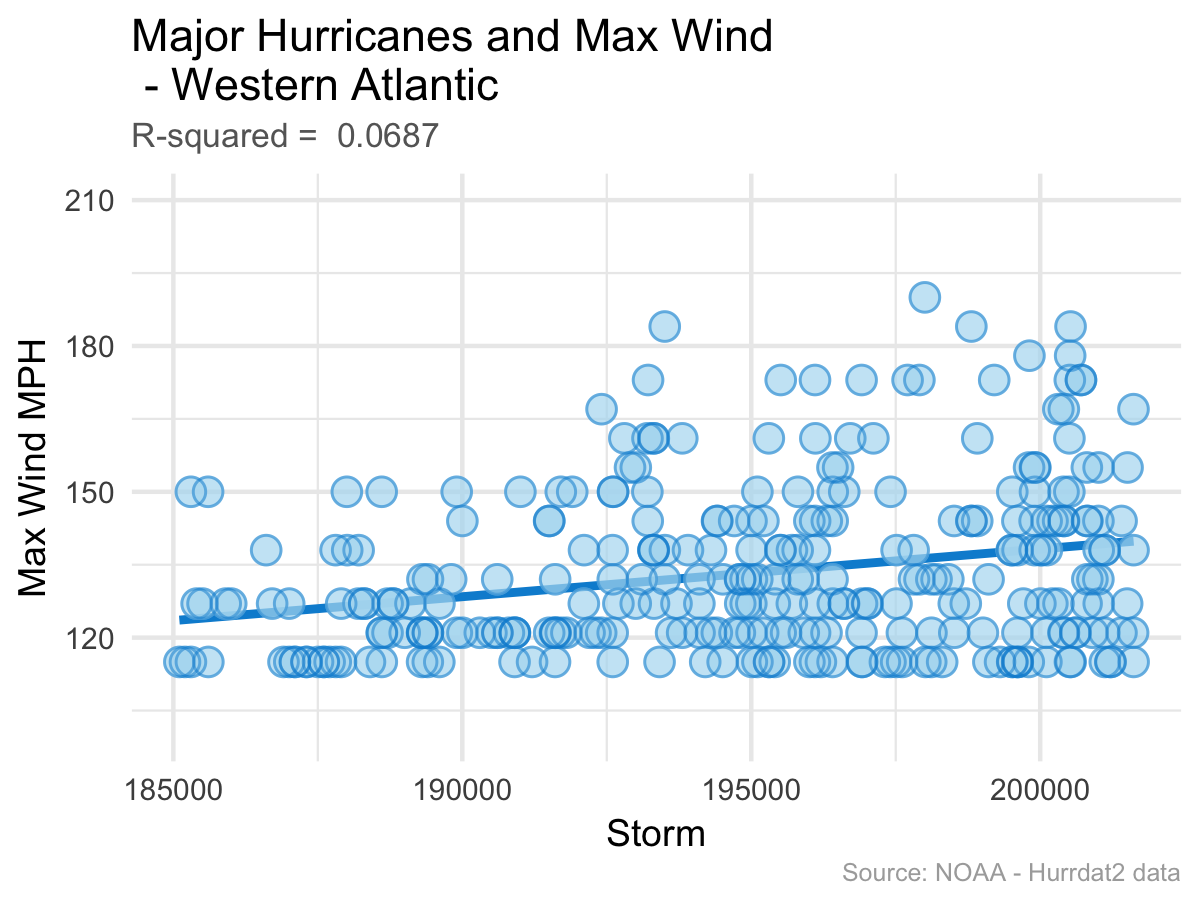 Major Hurricanes and Max Wind
- Western Atlantic
R-squared =  0.0687
Max Wind MPH
210
180
150
120
185000
190000
195000
200000
Storm
Source: NOAA - Hurrdat2 data